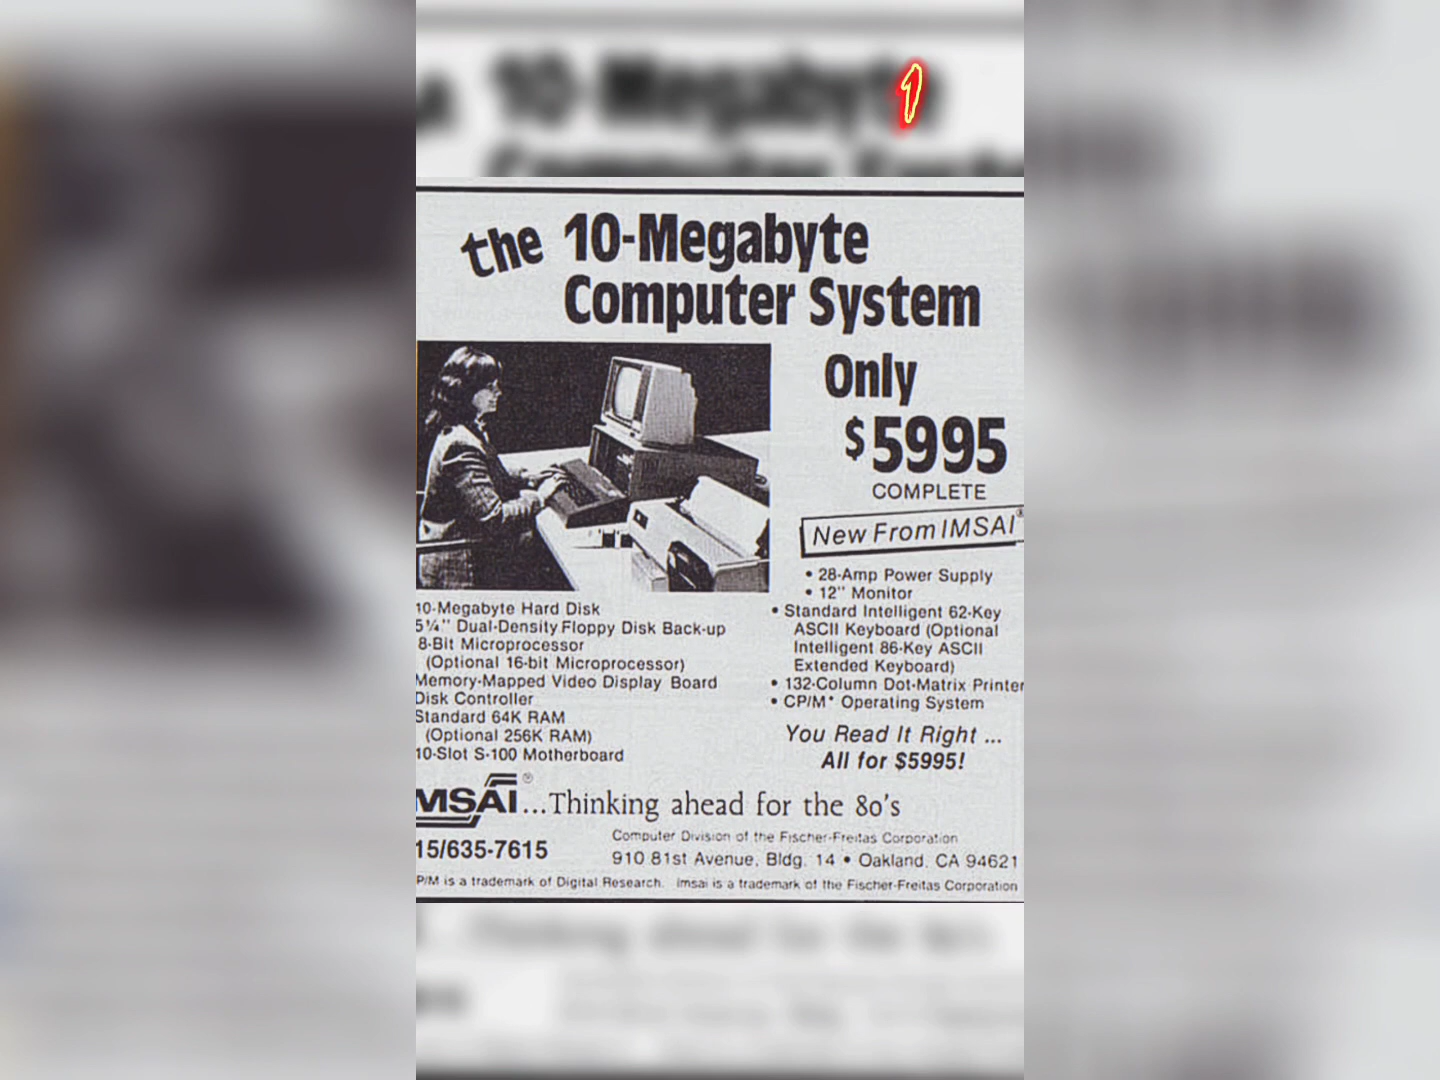 1
the 10-Megabyte
Computer System
Only
$5995
COMPLETE
New From IMSAI®
• 28-Amp Power Supply
• 12" Monitor
• Standard Intelligent 62-Key
ASCII Keyboard (Optional
Intelligent 86-Key ASCII
Extended Keyboard)
• 132-Column Dot-Matrix Printer
• CP/M* Operating System
You Read It Right ...
All for $5995!
10-Megabyte Hard Disk
5¼" Dual-Density Floppy Disk Back-up
8-Bit Microprocessor
(Optional 16-bit Microprocessor)
Memory-Mapped Video Display Board
Disk Controller
Standard 64K RAM
(Optional 256K RAM)
10-Slot S-100 Motherboard
MSAI® ...Thinking ahead for the 80's
15/635-7615
Computer Division of the Fischer-Freitas Corporation
910 81st Avenue, Bldg. 14 • Oakland, CA 94621
P/M is a trademark of Digital Research. Imsai is a trademark of the Fischer-Freitas Corporation